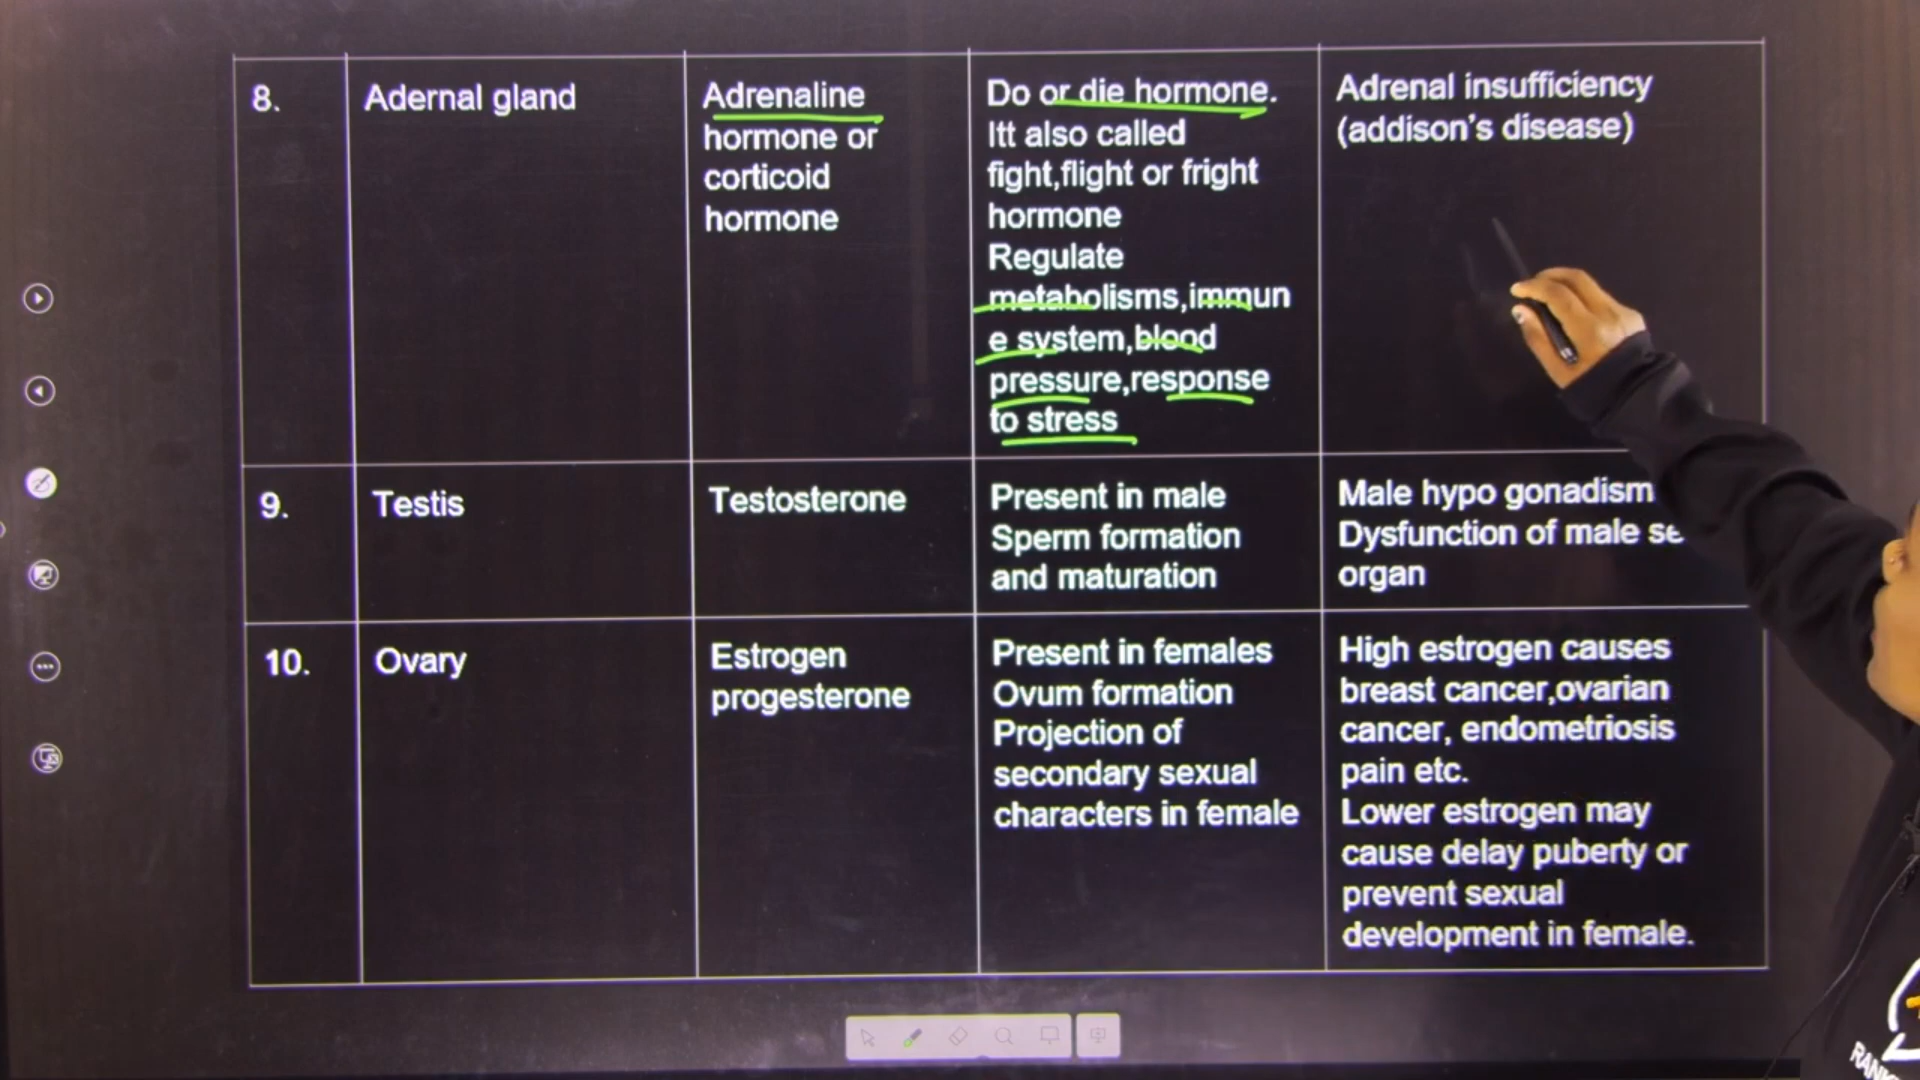 8.
Adernal gland
Adrenaline
hormone or
corticoid
hormone
Do or die hormone.
Itt also called
fight,flight or fright
hormone
Regulate
metabolisms,immun
e system,blood
pressure,response
to stress
Adrenal insufficiency
(addison's disease)
9.
Testis
Testosterone
Present in male
Sperm formation
and maturation
Male hypo gonadism
Dysfunction of male
organ
10.
Ovary
Estrogen
progesterone
Present in females
Ovum formation
Projection of
secondary sexual
characters in female
High estrogen causes
breast cancer,ovarian
cancer, endometriosis
pain etc.
Lower estrogen may
cause delay puberty or
prevent sexual
development in female.